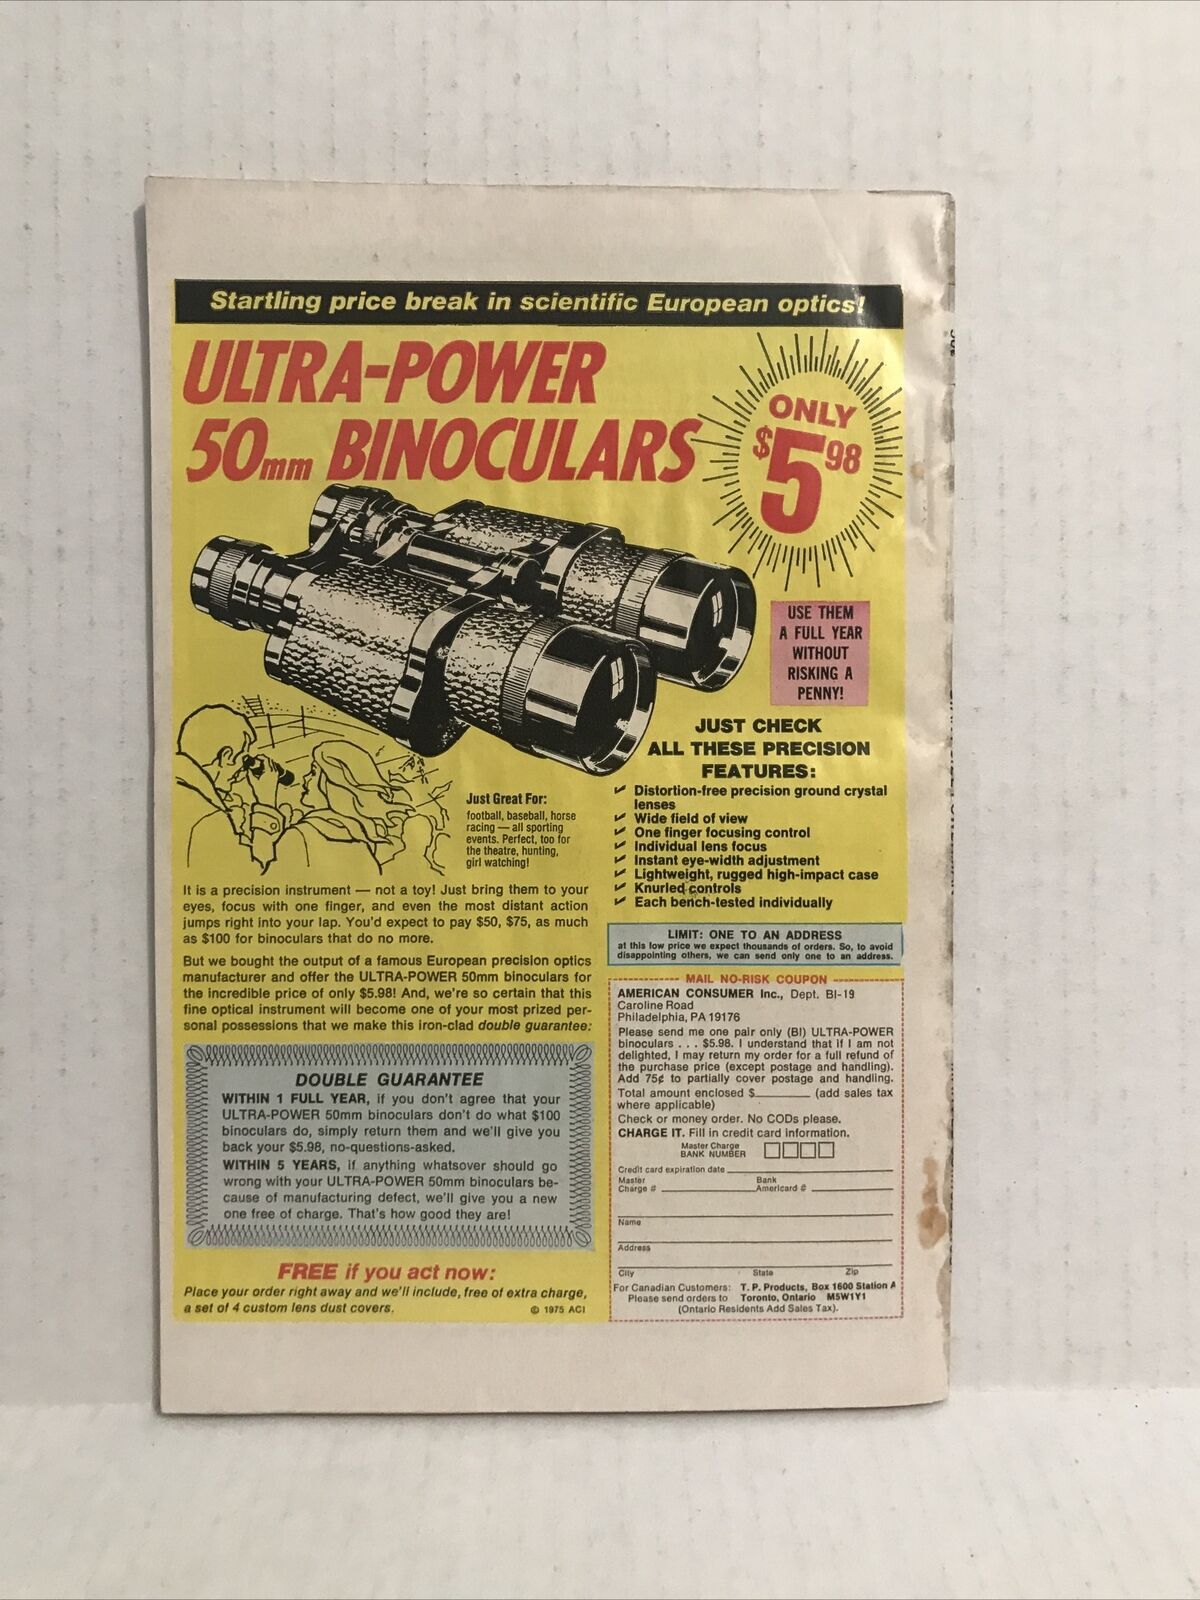 Startling price break in scientific European optics!
ULTRA-POWER
50mm BINOCULARS
ONLY
$5.98
USE THEM
A FULL YEAR
WITHOUT
RISKING A
PENNY!
JUST CHECK
ALL THESE PRECISION
FEATURES:
✓ Distortion-free precision ground crystal
lenses
✓ Wide field of view
✓ One finger focusing control
✓ Individual lens focus
✓ Instant eye-width adjustment
✓ Lightweight, rugged high-impact case
✓ Knurled controls
✓ Each bench-tested individually
Just Great For:
football, baseball, horse
racing — all sporting
events. Perfect, too for
the theatre, hunting,
girl watching!
It is a precision instrument — not a toy! Just bring them to your
eyes, focus with one finger, and even the most distant action
jumps right into your lap. You'd expect to pay $50, $75, as much
as $100 for binoculars that do no more.
But we bought the output of a famous European precision optics
manufacturer and offer the ULTRA-POWER 50mm binoculars for
the incredible price of only $5.98! And, we're so certain that this
fine optical instrument will become one of your most prized per-
sonal possessions that we make this iron-clad double guarantee:
DOUBLE GUARANTEE
WITHIN 1 FULL YEAR, if you don't agree that your
ULTRA-POWER 50mm binoculars don't do what $100
binoculars do, simply return them and we'll give you
back your $5.98, no-questions-asked.
WITHIN 5 YEARS, if anything whatsover should go
wrong with your ULTRA-POWER 50mm binoculars be-
cause of manufacturing defect, we'll give you a new
one free of charge. That's how good they are!
FREE if you act now:
Place your order right away and we'll include, free of extra charge,
a set of 4 custom lens dust covers.
© 1975 ACI
LIMIT: ONE TO AN ADDRESS
at this low price we expect thousands of orders. So, to avoid
disappointing others, we can send only one to an address.
MAIL NO-RISK COUPON
AMERICAN CONSUMER Inc., Dept. BI-19
Caroline Road
Philadelphia, PA 19176
Please send me one pair only (BI) ULTRA-POWER
binoculars . . . $5.98. I understand that if I am not
delighted, I may return my order for a full refund of
the purchase price (except postage and handling).
Add 75¢ to partially cover postage and handling.
Total amount enclosed $________ (add sales tax
where applicable)
Check or money order. No CODs please.
CHARGE IT. Fill in credit card information.
Master Charge
BANK NUMBER
Credit card expiration date
Master Charge #
Bank Americard #
Name
Address
City State Zip
For Canadian Customers: T. P. Products, Box 1600 Station A
Please send orders to Toronto, Ontario M5W1Y1
(Ontario Residents Add Sales Tax).